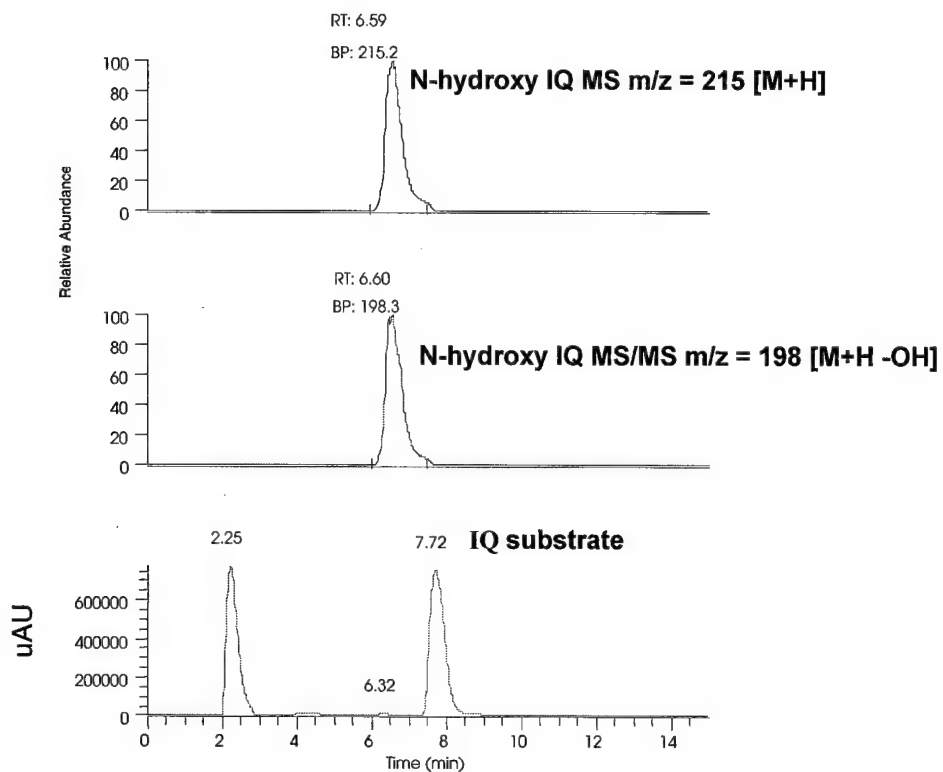 RT: 6.59
BP: 215.2
N-hydroxy IQ MS m/z = 215 [M+H]
100
80
60
40
20
0
Relative Abundance
RT: 6.60
BP: 198.3
N-hydroxy IQ MS/MS m/z = 198 [M+H -OH]
100
80
60
40
20
0
2.25
7.72
IQ substrate
uAU
600000
400000
200000
0
6.32
0 2 4 6 8 10 12 14
Time (min)